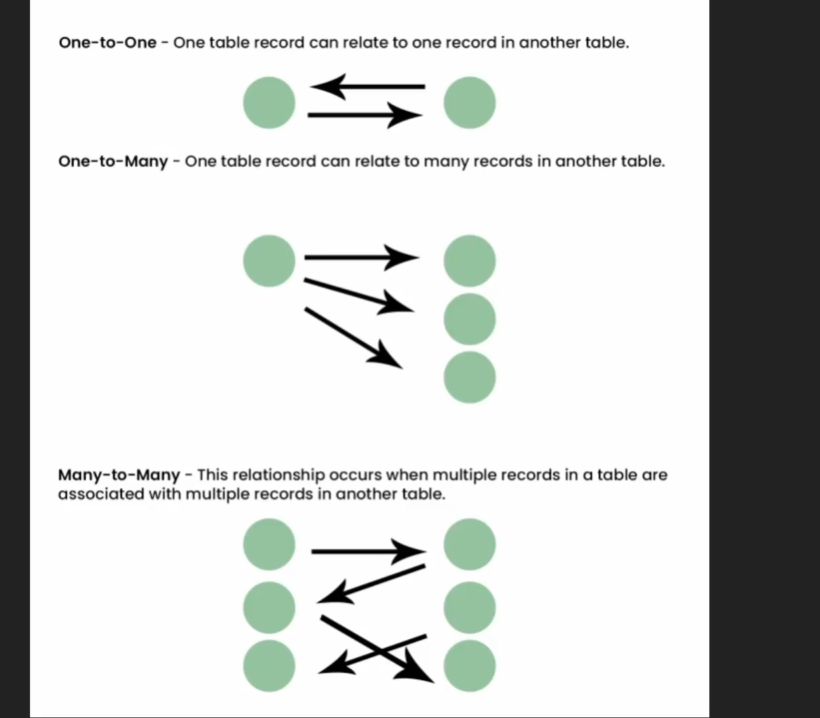 One-to-One - One table record can relate to one record in another table.
One-to-Many - One table record can relate to many records in another table.
Many-to-Many - This relationship occurs when multiple records in a table are
associated with multiple records in another table.